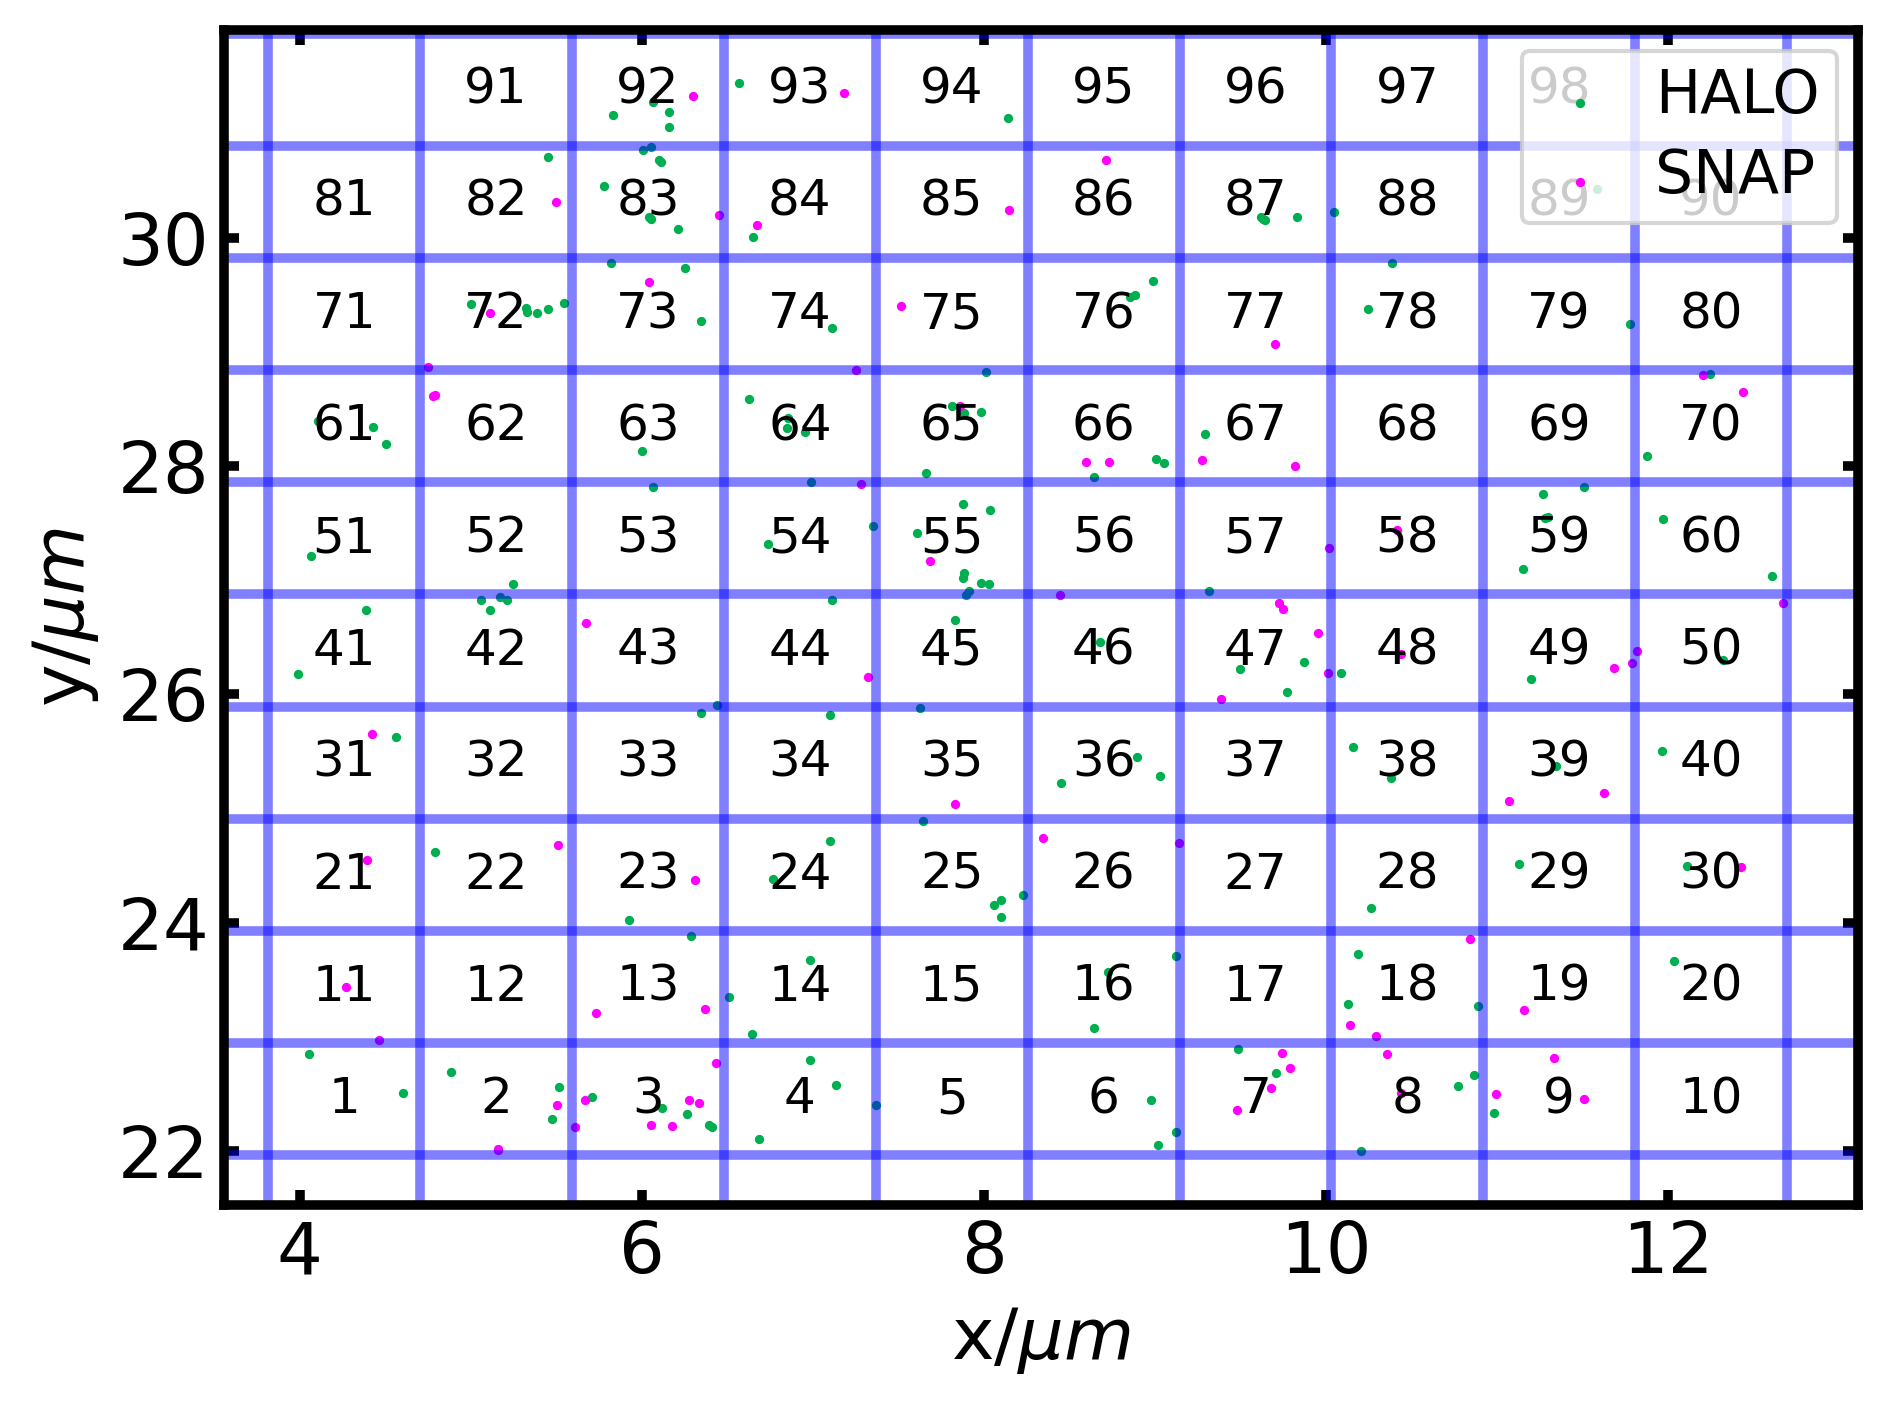 91 92 93 94 95 96 97 98 HALO
SNAP
81 82 83 84 85 86 87 88 89 90
30
71 72 73 74 75 76 77 78 79 80
61 62 63 64 65 66 67 68 69 70
28
51 52 53 54 55 56 57 58 59 60
41 42 43 44 45 46 47 48 49 50
26
31 32 33 34 35 36 37 38 39 40
21 22 23 24 25 26 27 28 29 30
24
11 12 13 14 15 16 17 18 19 20
1 2 3 4 5 6 7 8 9 10
22
4 6 8 10 12
x/μm
y/μm